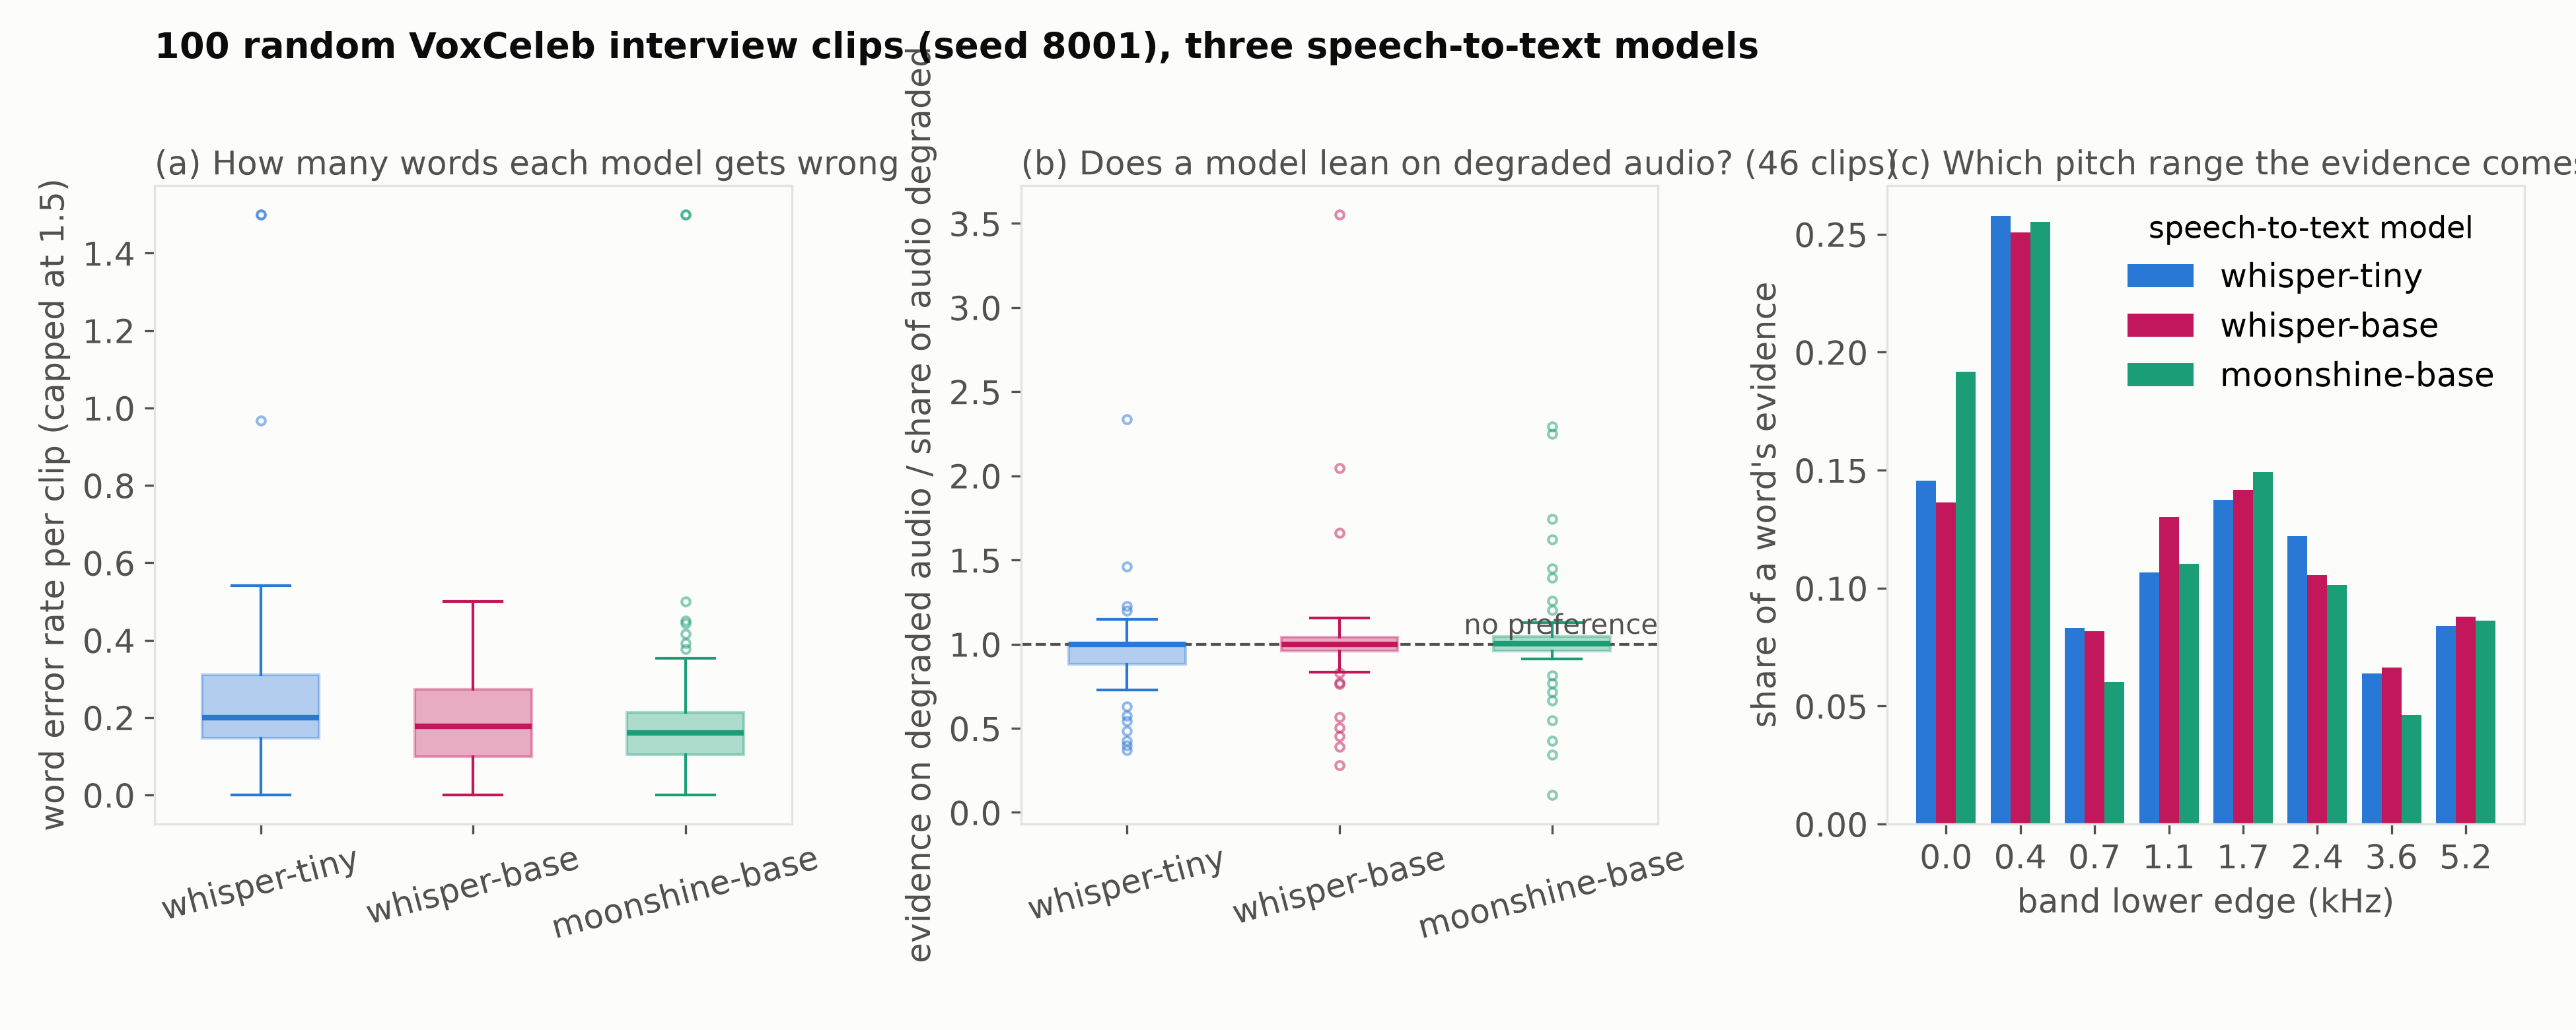 100 random VoxCeleb interview clips (seed 8001), three speech-to-text models
(a) How many words each model gets wrong
word error rate per clip (capped at 1.5)
1.4
1.2
1.0
0.8
0.6
0.4
0.2
0.0
whisper-tiny
whisper-base
moonshine-base
(b) Does a model lean on degraded audio? (46 clips)
evidence on degraded audio / share of audio degraded
3.5
3.0
2.5
2.0
1.5
1.0
0.5
0.0
no preference
whisper-tiny
whisper-base
moonshine-base
(c) Which pitch range the evidence comes
share of a word's evidence
0.25
0.20
0.15
0.10
0.05
0.00
speech-to-text model
whisper-tiny
whisper-base
moonshine-base
0.0 0.4 0.7 1.1 1.7 2.4 3.6 5.2
band lower edge (kHz)